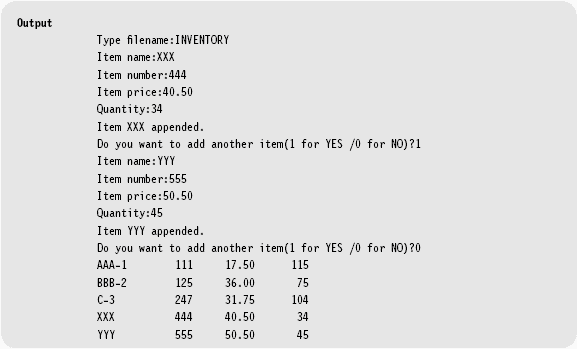 Output
Type filename:INVENTORY
Item name:XXX
Item number:444
Item price:40.50
Quantity:34
Item XXX appended.
Do you want to add another item(1 for YES /0 for NO)?1
Item name:YYY
Item number:555
Item price:50.50
Quantity:45
Item YYY appended.
Do you want to add another item(1 for YES /0 for NO)?0
AAA-1 111 17.50 115
BBB-2 125 36.00 75
C-3 247 31.75 104
XXX 444 40.50 34
YYY 555 50.50 45